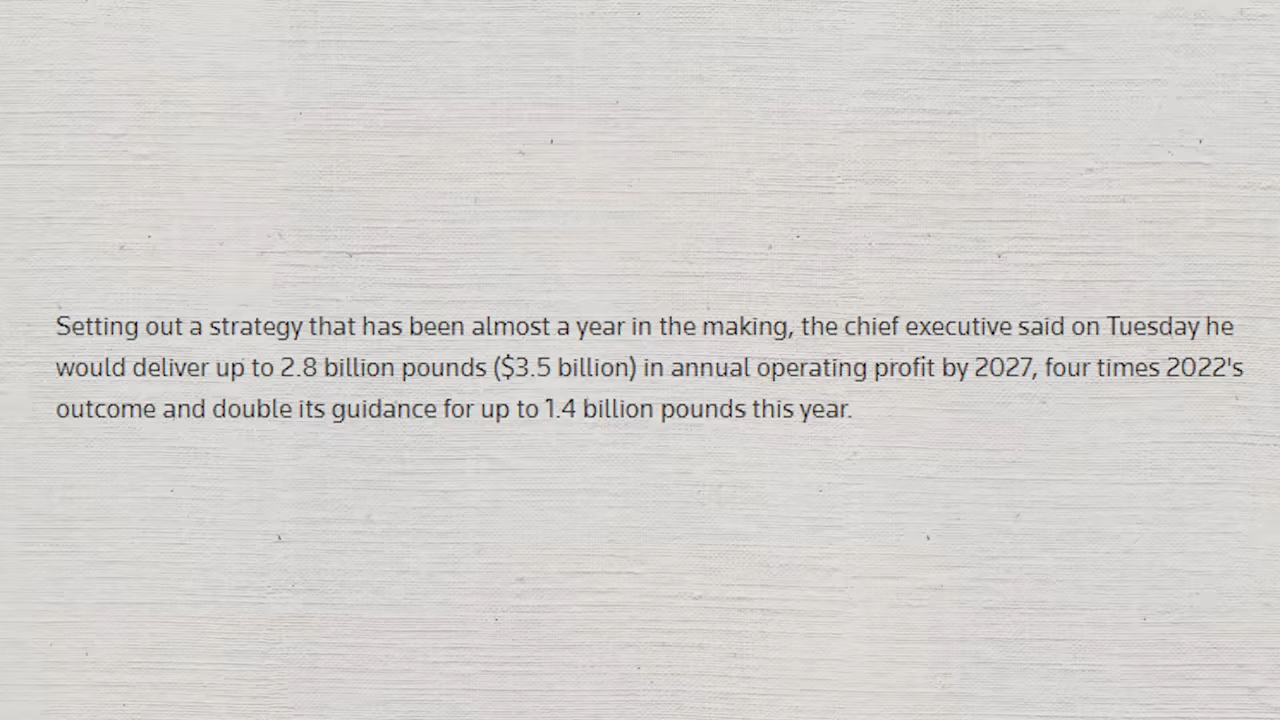 Setting out a strategy that has been almost a year in the making, the chief executive said on Tuesday he
would deliver up to 2.8 billion pounds ($3.5 billion) in annual operating profit by 2027, four times 2022's
outcome and double its guidance for up to 1.4 billion pounds this year.